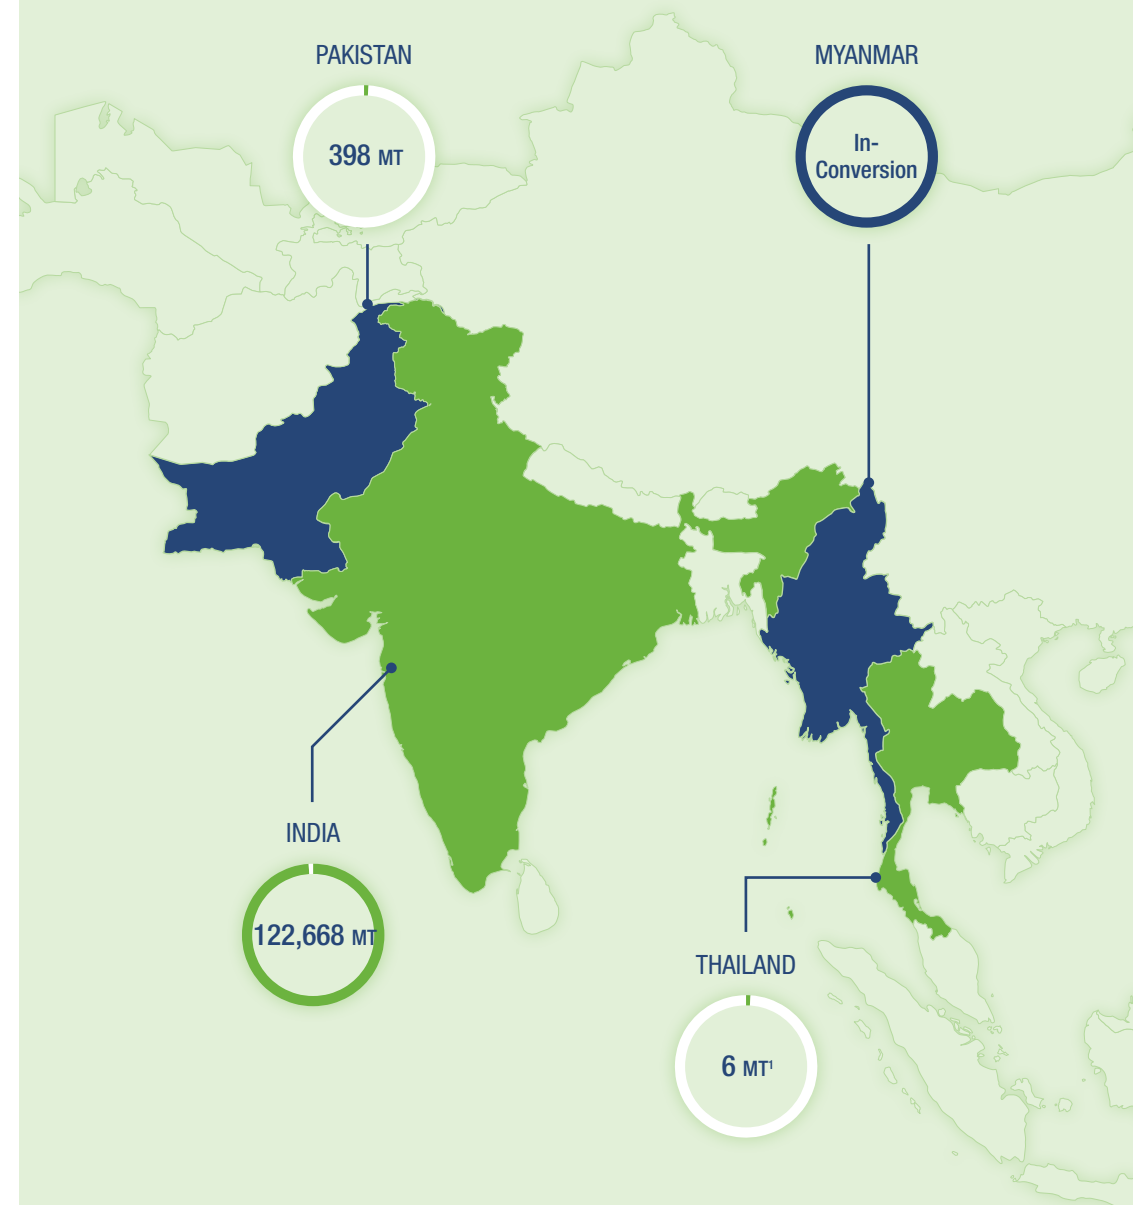 PAKISTAN
398 MT
MYANMAR
In-
Conversion
INDIA
122,668 MT
THAILAND
6 MT¹